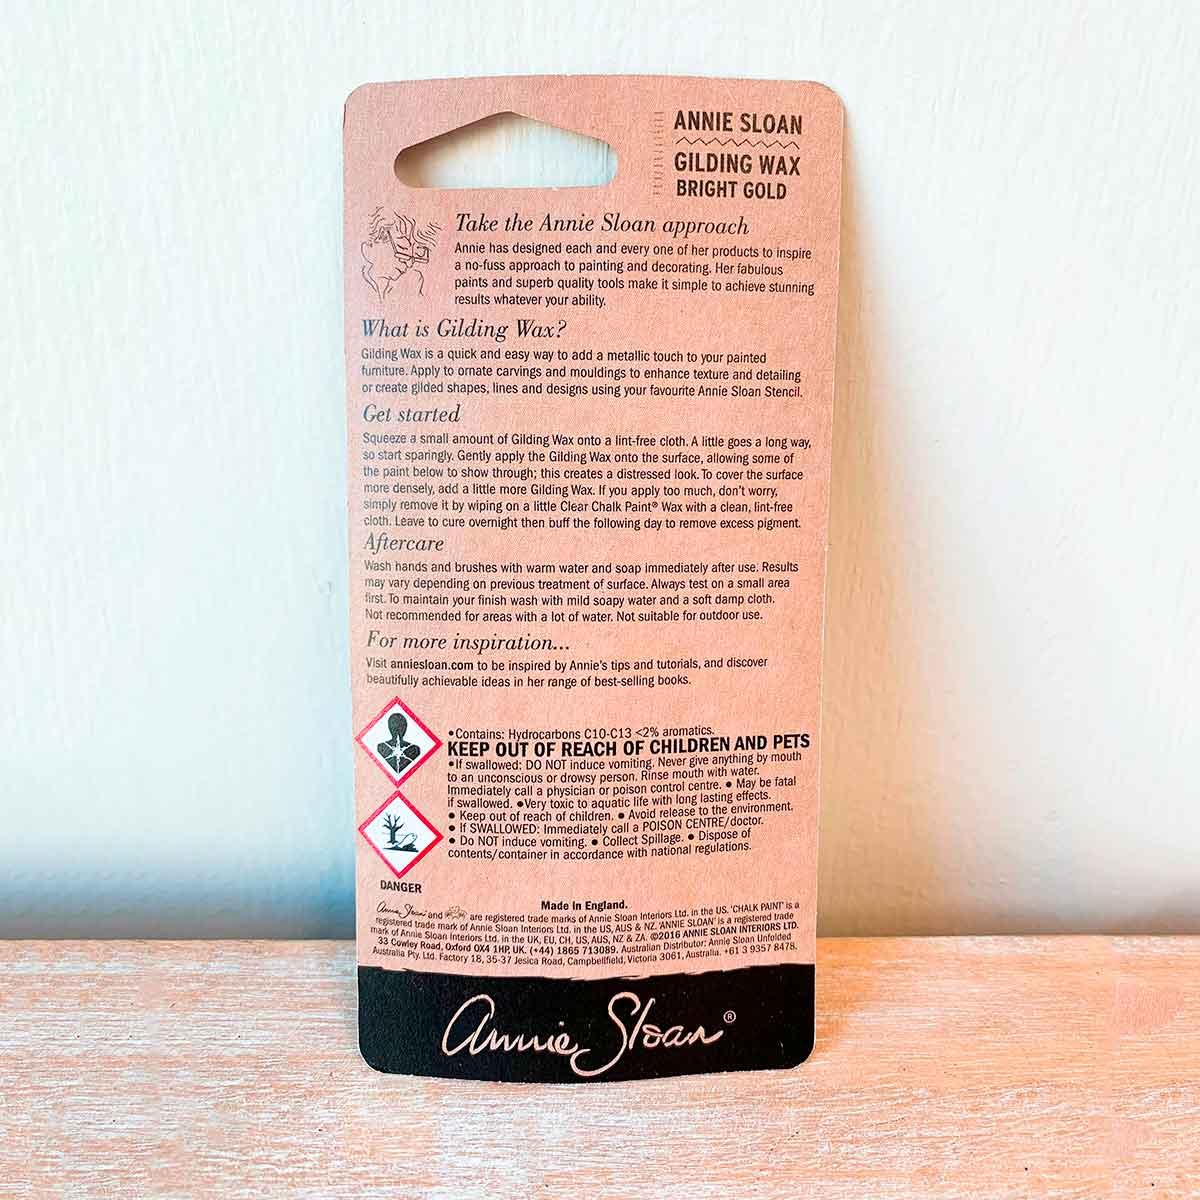 ANNIE SLOAN
GILDING WAX
BRIGHT GOLD
Take the Annie Sloan approach
Annie has designed each and every one of her products to inspire
a no-fuss approach to painting and decorating. Her fabulous
paints and superb quality tools make it simple to achieve stunning
results whatever your ability.
What is Gilding Wax?
Gilding Wax is a quick and easy way to add a metallic touch to your painted
furniture. Apply to ornate carvings and mouldings to enhance texture and detailing
or create gilded shapes, lines and designs using your favourite Annie Sloan Stencil.
Get started
Squeeze a small amount of Gilding Wax onto a lint-free cloth. A little goes a long way,
so start sparingly. Gently apply the Gilding Wax onto the surface, allowing some of
the paint below to show through; this creates a distressed look. To cover the surface
more densely, add a little more Gilding Wax. If you apply too much, don't worry,
simply remove it by wiping on a little Clear Chalk Paint® Wax with a clean, lint-free
cloth. Leave to cure overnight then buff the following day to remove excess pigment.
Aftercare
Wash hands and brushes with warm water and soap immediately after use. Results
may vary depending on previous treatment of surface. Always test on a small area
first. To maintain your finish wash with mild soapy water and a soft damp cloth.
Not recommended for areas with a lot of water. Not suitable for outdoor use.
For more inspiration...
Visit anniesloan.com to be inspired by Annie's tips and tutorials, and discover
beautifully achievable ideas in her range of best-selling books.
•Contains: Hydrocarbons C10-C13 <2% aromatics.
KEEP OUT OF REACH OF CHILDREN AND PETS
•If swallowed: DO NOT induce vomiting. Never give anything by mouth
to an unconscious or drowsy person. Rinse mouth with water.
Immediately call a physician or poison control centre. • May be fatal
if swallowed. •Very toxic to aquatic life with long lasting effects.
• Keep out of reach of children. • Avoid release to the environment.
• If SWALLOWED: Immediately call a POISON CENTRE/doctor.
• Do NOT induce vomiting. • Collect Spillage. • Dispose of
contents/container in accordance with national regulations.
DANGER
Made in England.
Annie Sloan and are registered trade marks of Annie Sloan Interiors Ltd. in the US. 'CHALK PAINT' is a
registered trade mark of Annie Sloan Interiors Ltd. in the US, AUS & NZ. 'ANNIE SLOAN' is a registered trade
mark of Annie Sloan Interiors Ltd. in the UK, EU, CH, US, AUS, NZ & ZA. ©2016 ANNIE SLOAN INTERIORS LTD.
33 Cowley Road, Oxford OX4 1HP, UK. (+44) 1865 713089. Australian Distributor: Annie Sloan Unfolded
Australia Pty. Ltd. Factory 18, 35-37 Jesica Road, Campbellfield, Victoria 3061, Australia. +61 3 9357 8478.
Annie Sloan®